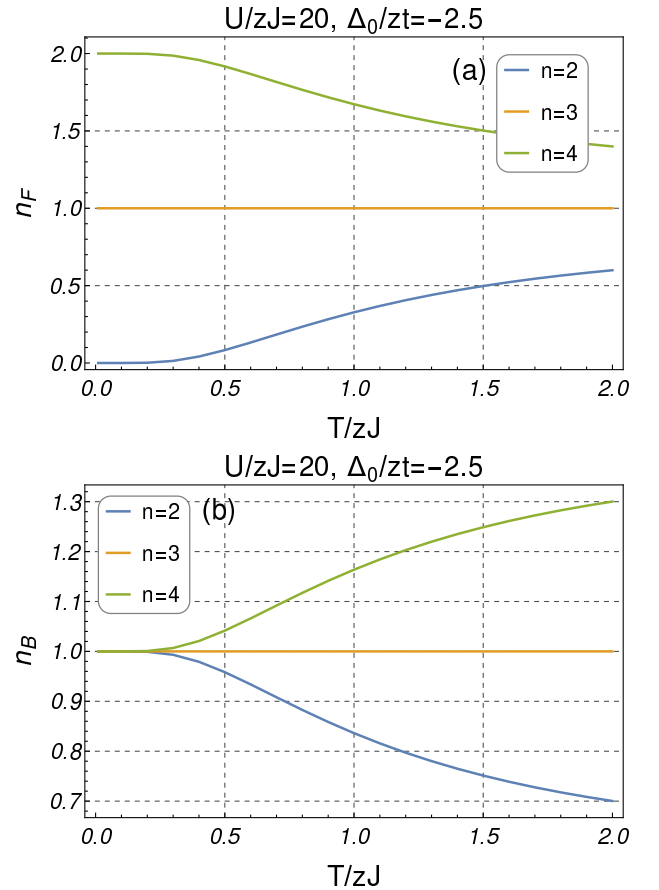 U/zJ=20, Δ₀/zt=−2.5
(a)
n=2
n=3
n=4
2.0
1.5
1.0
0.5
0.0
n_F
0.0 0.5 1.0 1.5 2.0
T/zJ
U/zJ=20, Δ₀/zt=−2.5
(b)
n=2
n=3
n=4
1.3
1.2
1.1
1.0
0.9
0.8
0.7
n_B
0.0 0.5 1.0 1.5 2.0
T/zJ